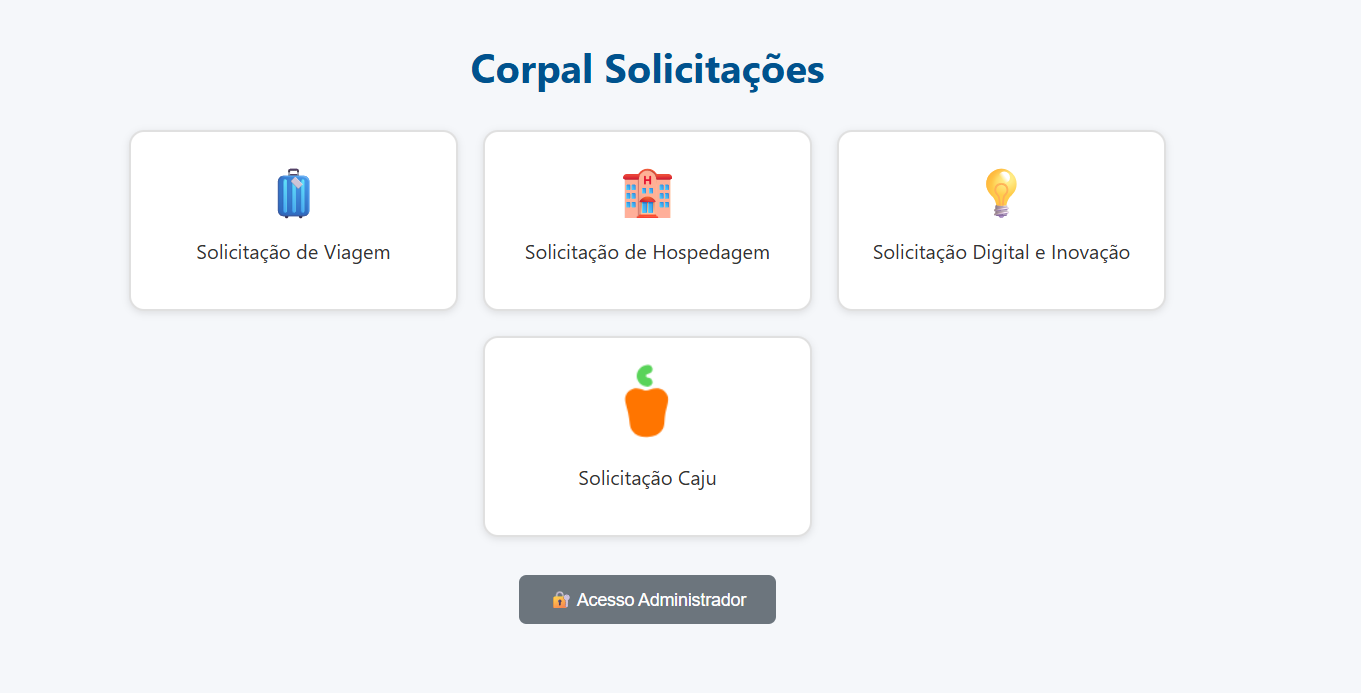 Corpal Solicitações
Solicitação de Viagem
H
Solicitação de Hospedagem
Solicitação Digital e Inovação
Solicitação Caju
🔐 Acesso Administrador